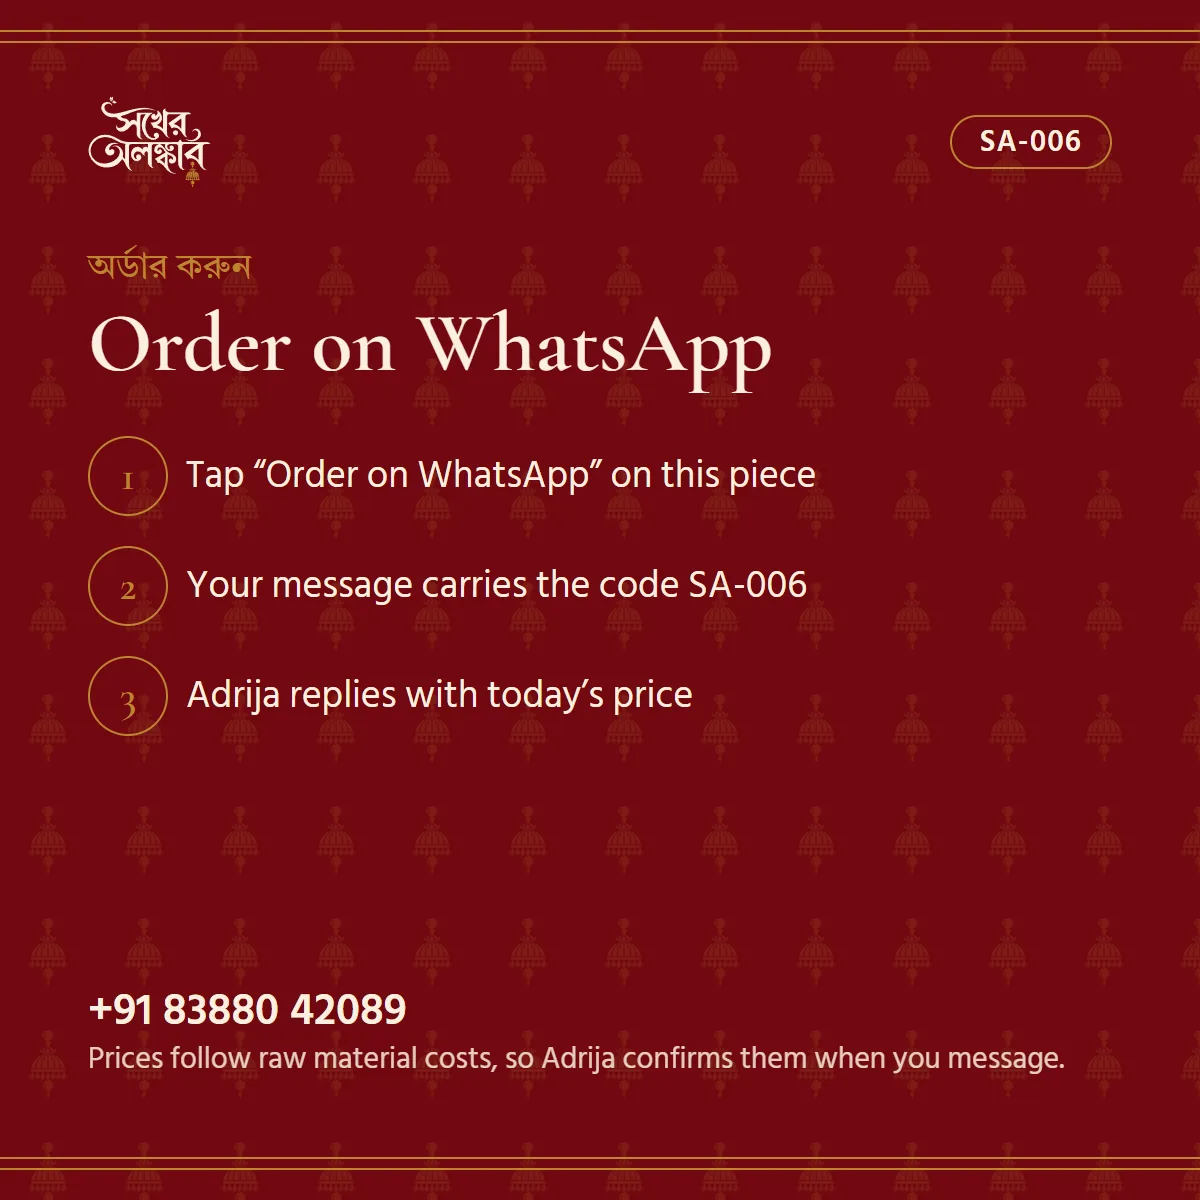 সখের
অলঙ্কার
SA-006
অর্ডার করুন
Order on WhatsApp
1 Tap “Order on WhatsApp” on this piece
2 Your message carries the code SA-006
3 Adrija replies with today’s price
+91 83880 42089
Prices follow raw material costs, so Adrija confirms them when you message.